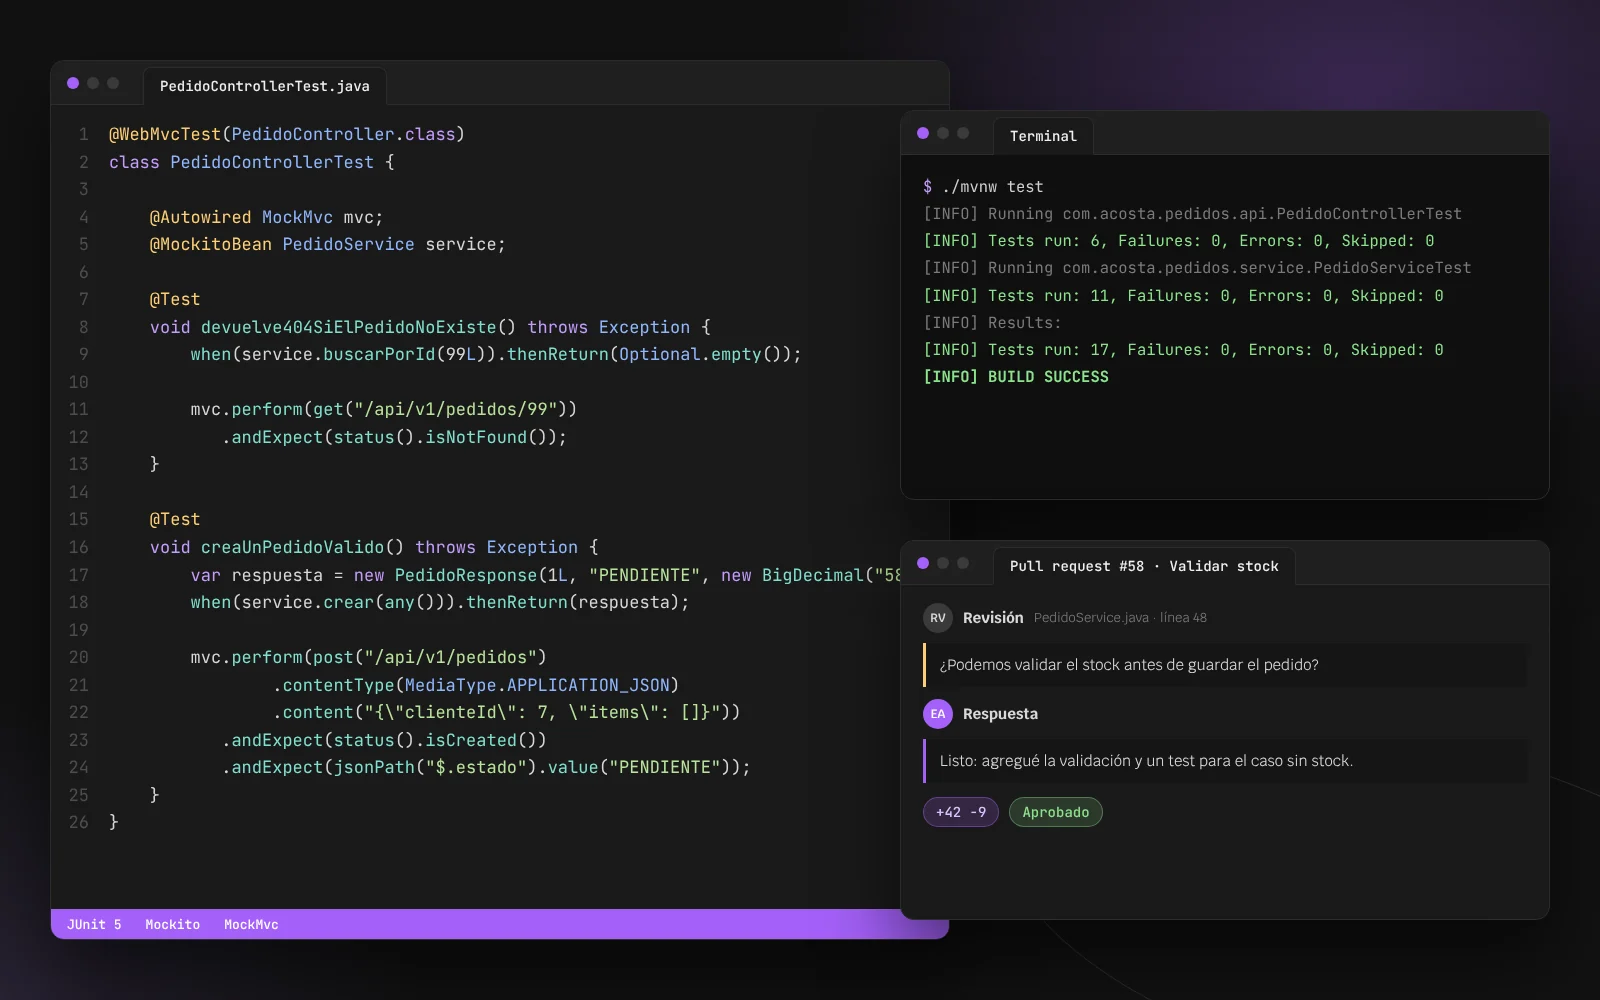 PedidoControllerTest.java
1 @WebMvcTest(PedidoController.class)
2 class PedidoControllerTest {
3
4 @Autowired MockMvc mvc;
5 @MockitoBean PedidoService service;
6
7 @Test
8 void devuelve404SiElPedidoNoExiste() throws Exception {
9 when(service.buscarPorId(99L)).thenReturn(Optional.empty());
10
11 mvc.perform(get("/api/v1/pedidos/99"))
12 .andExpect(status().isNotFound());
13 }
14
15 @Test
16 void creaUnPedidoValido() throws Exception {
17 var respuesta = new PedidoResponse(1L, "PENDIENTE", new BigDecimal("58
18 when(service.crear(any())).thenReturn(respuesta);
19
20 mvc.perform(post("/api/v1/pedidos")
21 .contentType(MediaType.APPLICATION_JSON)
22 .content("{\"clienteId\": 7, \"items\": []}"))
23 .andExpect(status().isCreated())
24 .andExpect(jsonPath("$.estado").value("PENDIENTE"));
25 }
26 }
JUnit 5 Mockito MockMvc
Terminal
$ ./mvnw test
[INFO] Running com.acosta.pedidos.api.PedidoControllerTest
[INFO] Tests run: 6, Failures: 0, Errors: 0, Skipped: 0
[INFO] Running com.acosta.pedidos.service.PedidoServiceTest
[INFO] Tests run: 11, Failures: 0, Errors: 0, Skipped: 0
[INFO] Results:
[INFO] Tests run: 17, Failures: 0, Errors: 0, Skipped: 0
[INFO] BUILD SUCCESS
Pull request #58 · Validar stock
RV Revisión PedidoService.java · línea 48
¿Podemos validar el stock antes de guardar el pedido?
EA Respuesta
Listo: agregué la validación y un test para el caso sin stock.
+42 -9 Aprobado